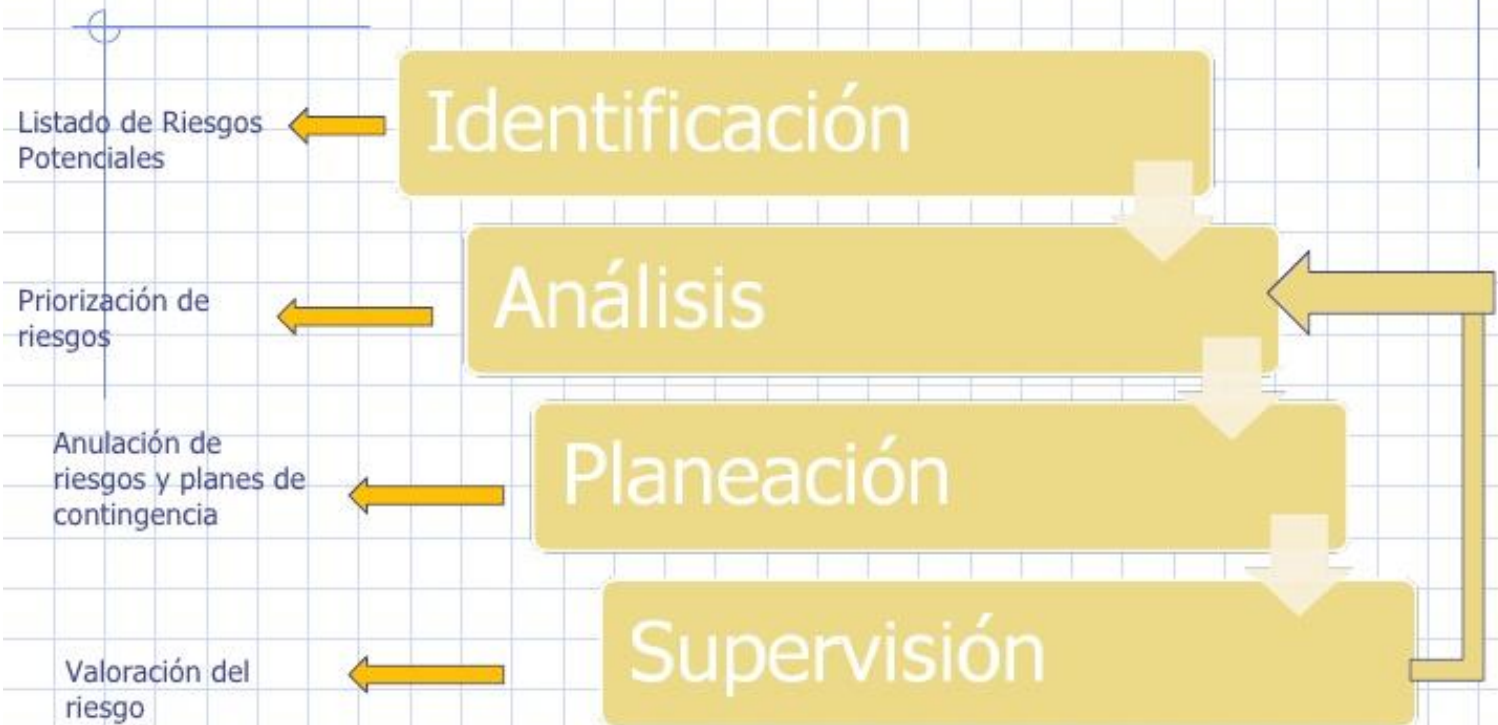 Identificación
Listado de Riesgos
Potenciales
Análisis
Priorización de
riesgos
Planeación
Anulación de
riesgos y planes de
contingencia
Supervisión
Valoración del
riesgo